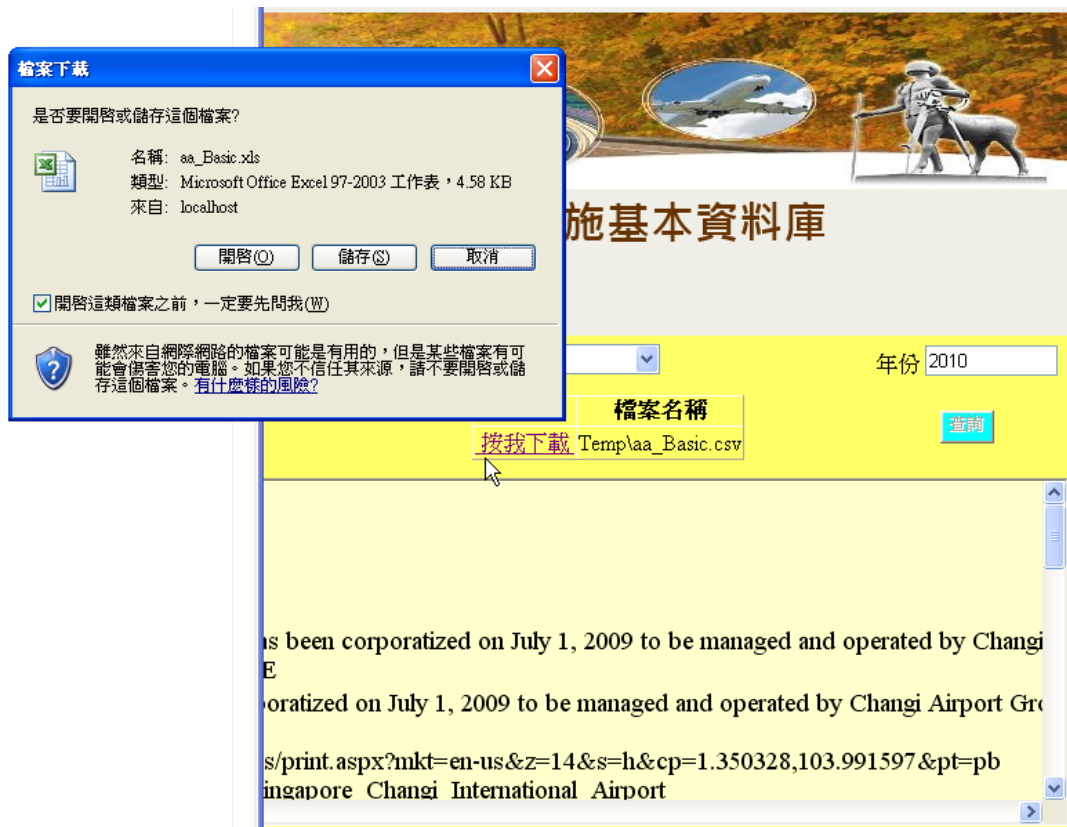 檔案下載
是否要開啓或儲存這個檔案?
名稱: aa_Basic.xls
類型: Microsoft Office Excel 97-2003 工作表，4.58 KB
來自: localhost
開啓(O) 儲存(S) 取消
開啓這類檔案之前，一定要先問我(W)
雖然來自網際網路的檔案可能是有用的，但是某些檔案有可
能會傷害您的電腦。如果您不信任其來源，請不要開啓或儲
存這個檔案。有什麼樣的風險?
施基本資料庫
年份 2010
檔案名稱
查詢
按我下載 Temp\aa_Basic.csv
as been corporatized on July 1, 2009 to be managed and operated by Changi
E
oratized on July 1, 2009 to be managed and operated by Changi Airport Gro
s/print.aspx?mkt=en-us&z=14&s=h&cp=1.350328,103.991597&pt=pb
ingapore_Changi_International_Airport